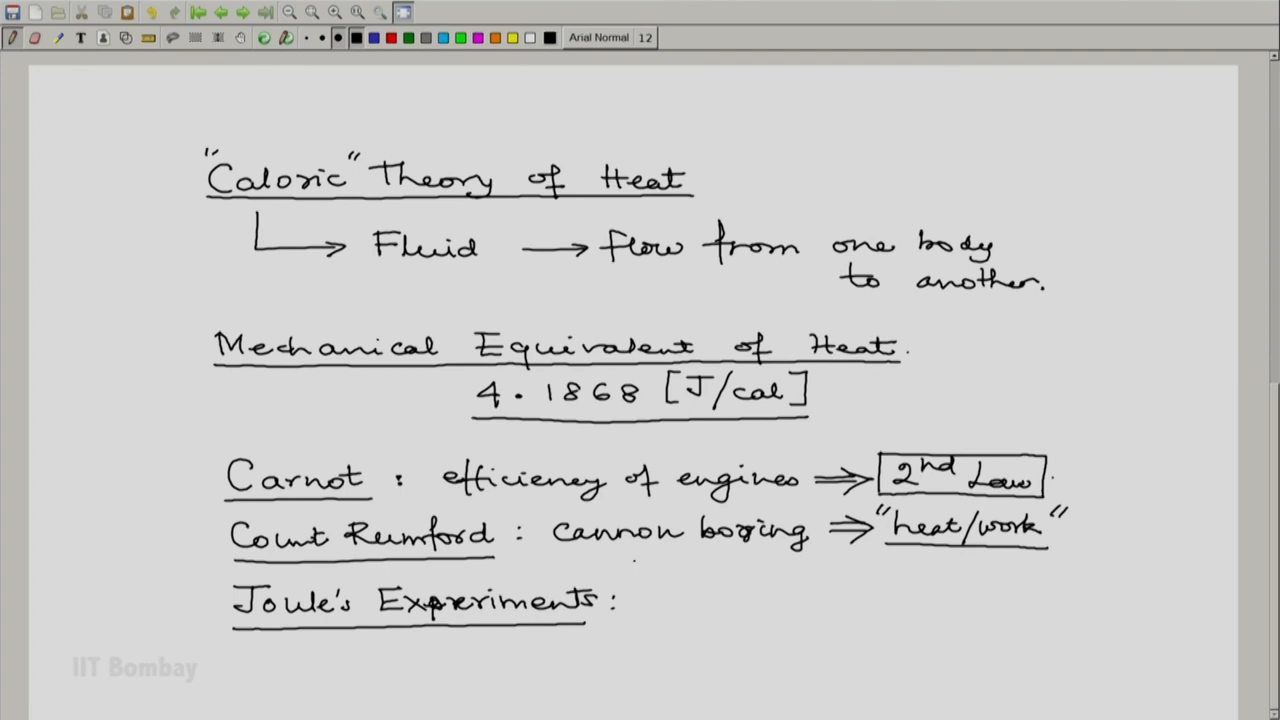 Arial Normal 12
"Caloric" Theory of Heat
Fluid → flow from one body
to another.
Mechanical Equivalent of Heat.
4.1868 [J/cal]
Carnot : efficiency of engines ⇒ 2nd Law
Count Rumford : cannon boring ⇒ "heat/work"
Joule's Experiments :
IIT Bombay